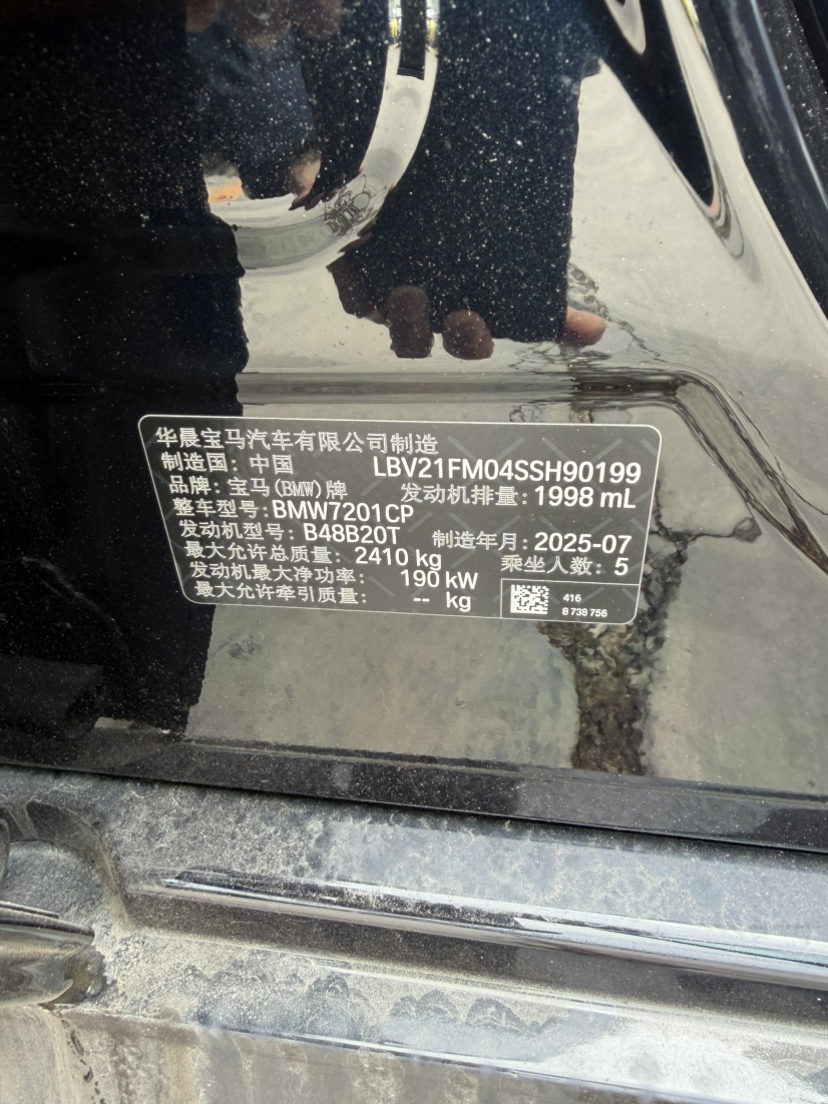 华晨宝马汽车有限公司制造
制造国：中国 LBV21FM04SSH90199
品牌：宝马(BMW)牌 发动机排量：1998 mL
整车型号：BMW7201CP
发动机型号：B48B20T 制造年月：2025-07
最大允许总质量：2410 kg 乘坐人数：5
发动机最大净功率：190 kW
最大允许牵引质量：-- kg
416
8 738 756